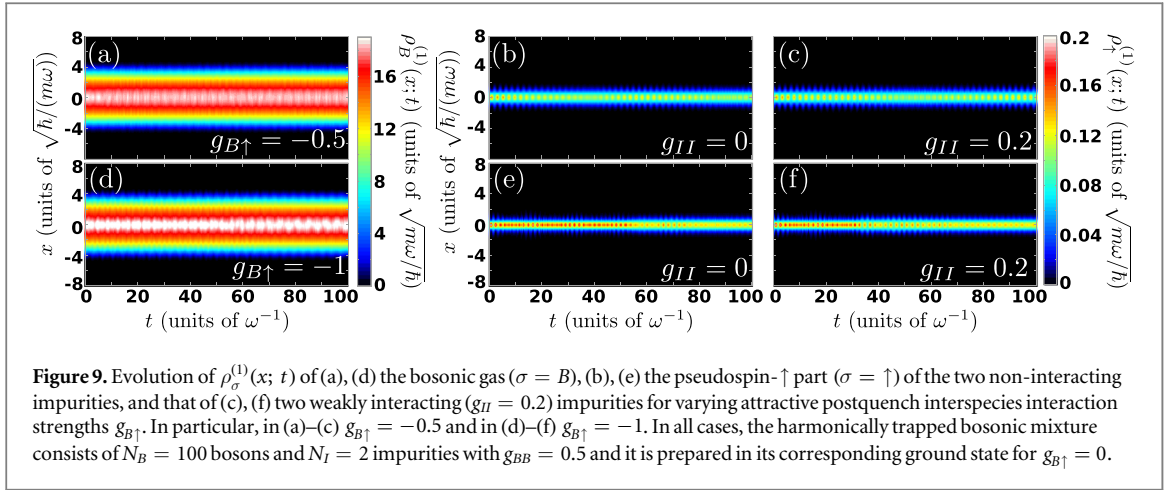 8
(a)
(b)
(c)
4
0
-4
g_{B↑} = −0.5
g_{II} = 0
g_{II} = 0.2
8
(d)
(e)
(f)
4
0
-4
-8
g_{B↑} = −1
g_{II} = 0
g_{II} = 0.2
0 20 40 60 80 100
t (units of ω^{−1})
x (units of √ħ/(mω))
16
12
8
4
0
ρ_B^{(1)}(x; t) (units of √mω/ħ)
8
4
0
-4
8
4
0
-4
-8
x (units of √ħ/(mω))
0 20 40 60 80 100
0 20 40 60 80 100
t (units of ω^{−1})
t (units of ω^{−1})
0.2
0.16
0.12
0.08
0.04
0
ρ_↑^{(1)}(x; t) (units of √mω/ħ)
Figure 9. Evolution of ρ_σ^{(1)}(x; t) of (a), (d) the bosonic gas (σ = B), (b), (e) the pseudospin-↑ part (σ = ↑) of the two non-interacting
impurities, and that of (c), (f) two weakly interacting (g_{II} = 0.2) impurities for varying attractive postquench interspecies interaction
strengths g_{B↑}. In particular, in (a)–(c) g_{B↑} = −0.5 and in (d)–(f) g_{B↑} = −1. In all cases, the harmonically trapped bosonic mixture
consists of N_B = 100 bosons and N_I = 2 impurities with g_{BB} = 0.5 and it is prepared in its corresponding ground state for g_{B↑} = 0.